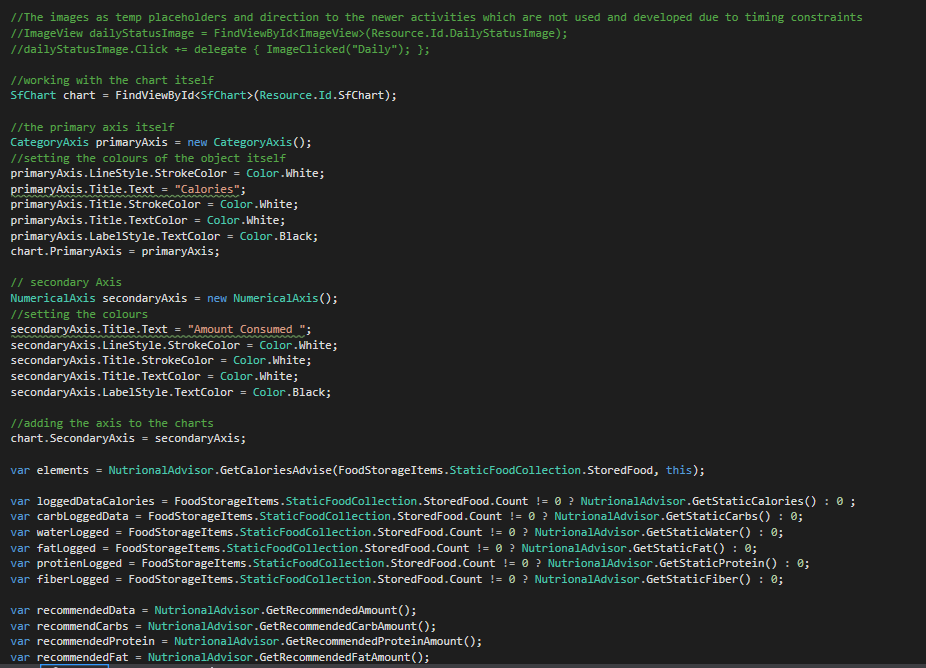 //The images as temp placeholders and direction to the newer activities which are not used and developed due to timing constraints
//ImageView dailyStatusImage = FindViewById<ImageView>(Resource.Id.DailyStatusImage);
//dailyStatusImage.Click += delegate { ImageClicked("Daily"); };
//working with the chart itself
SfChart chart = FindViewById<SfChart>(Resource.Id.SfChart);
//the primary axis itself
CategoryAxis primaryAxis = new CategoryAxis();
//setting the colours of the object itself
primaryAxis.LineStyle.StrokeColor = Color.White;
primaryAxis.Title.Text = "Calories";
primaryAxis.Title.StrokeColor = Color.White;
primaryAxis.Title.TextColor = Color.White;
primaryAxis.LabelStyle.TextColor = Color.Black;
chart.PrimaryAxis = primaryAxis;
// secondary Axis
NumericalAxis secondaryAxis = new NumericalAxis();
//setting the colours
secondaryAxis.Title.Text = "Amount Consumed ";
secondaryAxis.LineStyle.StrokeColor = Color.White;
secondaryAxis.Title.StrokeColor = Color.White;
secondaryAxis.Title.TextColor = Color.White;
secondaryAxis.LabelStyle.TextColor = Color.Black;
//adding the axis to the charts
chart.SecondaryAxis = secondaryAxis;
var elements = NutrionalAdvisor.GetCaloriesAdvise(FoodStorageItems.StaticFoodCollection.StoredFood, this);
var loggedDataCalories = FoodStorageItems.StaticFoodCollection.StoredFood.Count != 0 ? NutrionalAdvisor.GetStaticCalories() : 0 ;
var carbLoggedData = FoodStorageItems.StaticFoodCollection.StoredFood.Count != 0 ? NutrionalAdvisor.GetStaticCarbs() : 0;
var waterLogged = FoodStorageItems.StaticFoodCollection.StoredFood.Count != 0 ? NutrionalAdvisor.GetStaticWater() : 0;
var fatLogged = FoodStorageItems.StaticFoodCollection.StoredFood.Count != 0 ? NutrionalAdvisor.GetStaticFat() : 0;
var protienLogged = FoodStorageItems.StaticFoodCollection.StoredFood.Count != 0 ? NutrionalAdvisor.GetStaticProtein() : 0;
var fiberLogged = FoodStorageItems.StaticFoodCollection.StoredFood.Count != 0 ? NutrionalAdvisor.GetStaticFiber() : 0;
var recommendedData = NutrionalAdvisor.GetRecommendedAmount();
var recommendCarbs = NutrionalAdvisor.GetRecommendedCarbAmount();
var recommendedProtein = NutrionalAdvisor.GetRecommendedProteinAmount();
var recommendedFat = NutrionalAdvisor.GetRecommendedFatAmount();